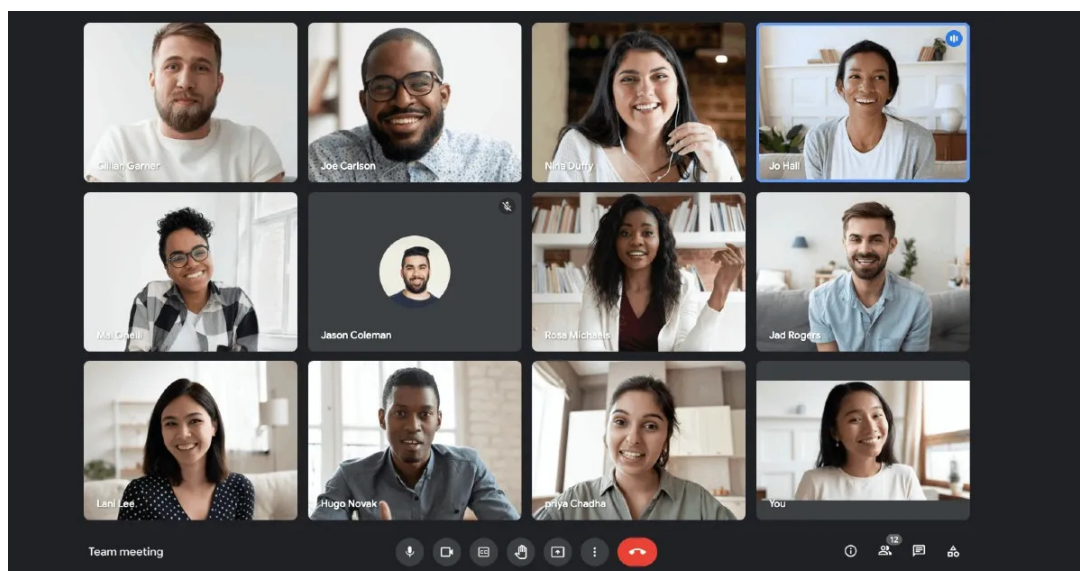 Gillian Garner
Joe Carlson
Nina Duffy
Jo Hall
Jason Coleman
Rosa Michaels
Jad Rogers
Lani Lee
Hugo Novak
priya Chadha
You
Team meeting
12